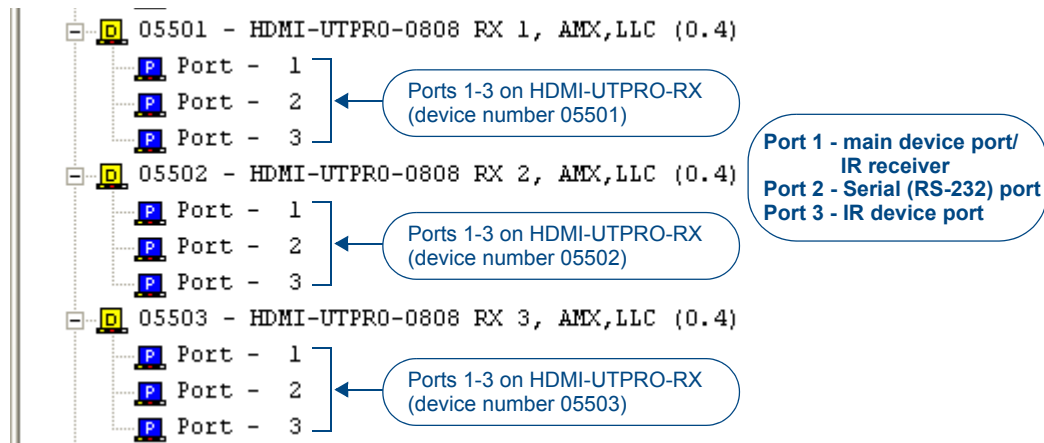 D 05501 - HDMI-UTPRO-0808 RX 1, AMX,LLC (0.4)
P Port - 1
P Port - 2
P Port - 3
Ports 1-3 on HDMI-UTPRO-RX
(device number 05501)
Port 1 - main device port/
IR receiver
Port 2 - Serial (RS-232) port
Port 3 - IR device port
D 05502 - HDMI-UTPRO-0808 RX 2, AMX,LLC (0.4)
P Port - 1
P Port - 2
P Port - 3
Ports 1-3 on HDMI-UTPRO-RX
(device number 05502)
D 05503 - HDMI-UTPRO-0808 RX 3, AMX,LLC (0.4)
P Port - 1
P Port - 2
P Port - 3
Ports 1-3 on HDMI-UTPRO-RX
(device number 05503)